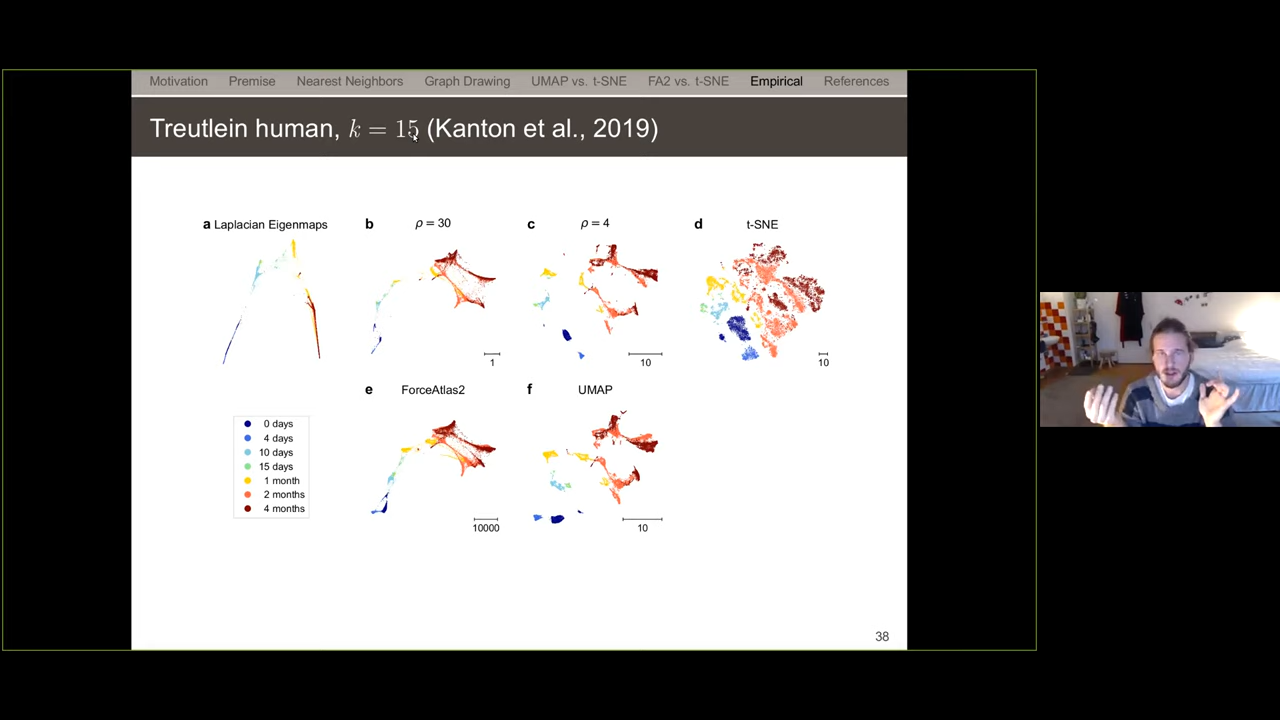 Motivation Premise Nearest Neighbors Graph Drawing UMAP vs. t-SNE FA2 vs. t-SNE Empirical References
Treutlein human, k = 15 (Kanton et al., 2019)
a Laplacian Eigenmaps
b ρ = 30
c ρ = 4
d t-SNE
1
10
10
e ForceAtlas2
f UMAP
0 days
4 days
10 days
15 days
1 month
2 months
4 months
10000
10
38